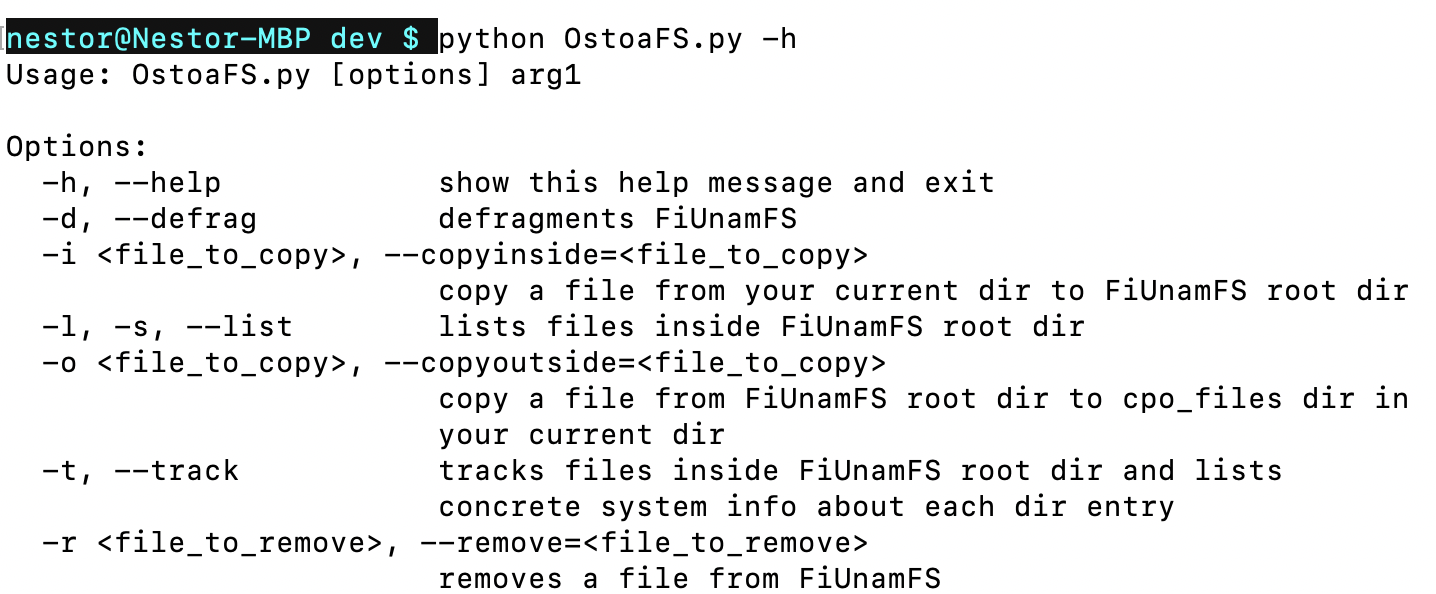 nestor@Nestor-MBP dev $ python OstoaFS.py -h
Usage: OstoaFS.py [options] arg1

Options:
  -h, --help            show this help message and exit
  -d, --defrag          defragments FiUnamFS
  -i <file_to_copy>, --copyinside=<file_to_copy>
                        copy a file from your current dir to FiUnamFS root dir
  -l, -s, --list        lists files inside FiUnamFS root dir
  -o <file_to_copy>, --copyoutside=<file_to_copy>
                        copy a file from FiUnamFS root dir to cpo_files dir in
                        your current dir
  -t, --track           tracks files inside FiUnamFS root dir and lists
                        concrete system info about each dir entry
  -r <file_to_remove>, --remove=<file_to_remove>
                        removes a file from FiUnamFS